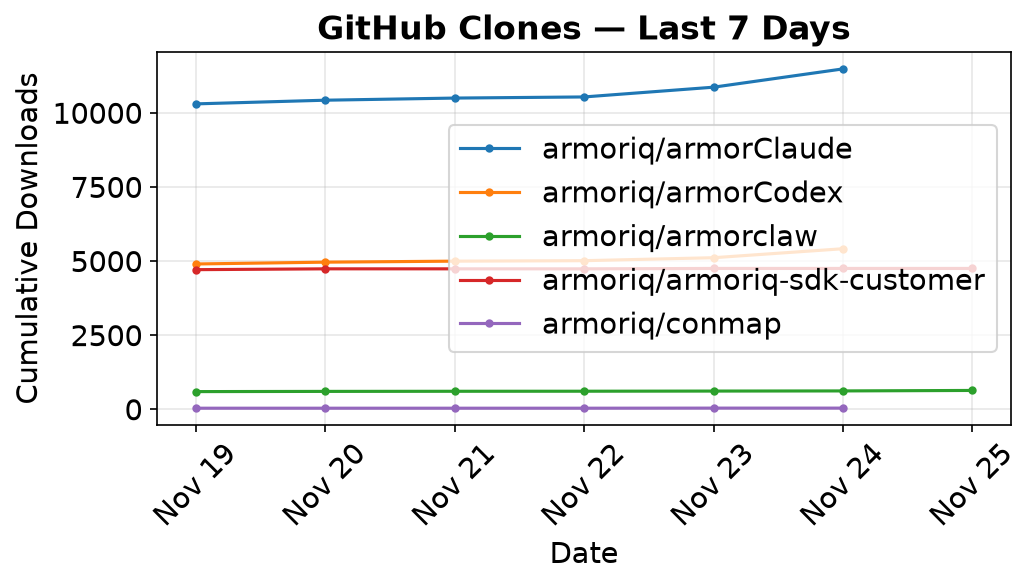 GitHub Clones — Last 7 Days
Cumulative Downloads
10000
7500
5000
2500
0
armoriq/armorClaude
armoriq/armorCodex
armoriq/armorclaw
armoriq/armoriq-sdk-customer
armoriq/conmap
Nov 19
Nov 20
Nov 21
Nov 22
Nov 23
Nov 24
Nov 25
Date